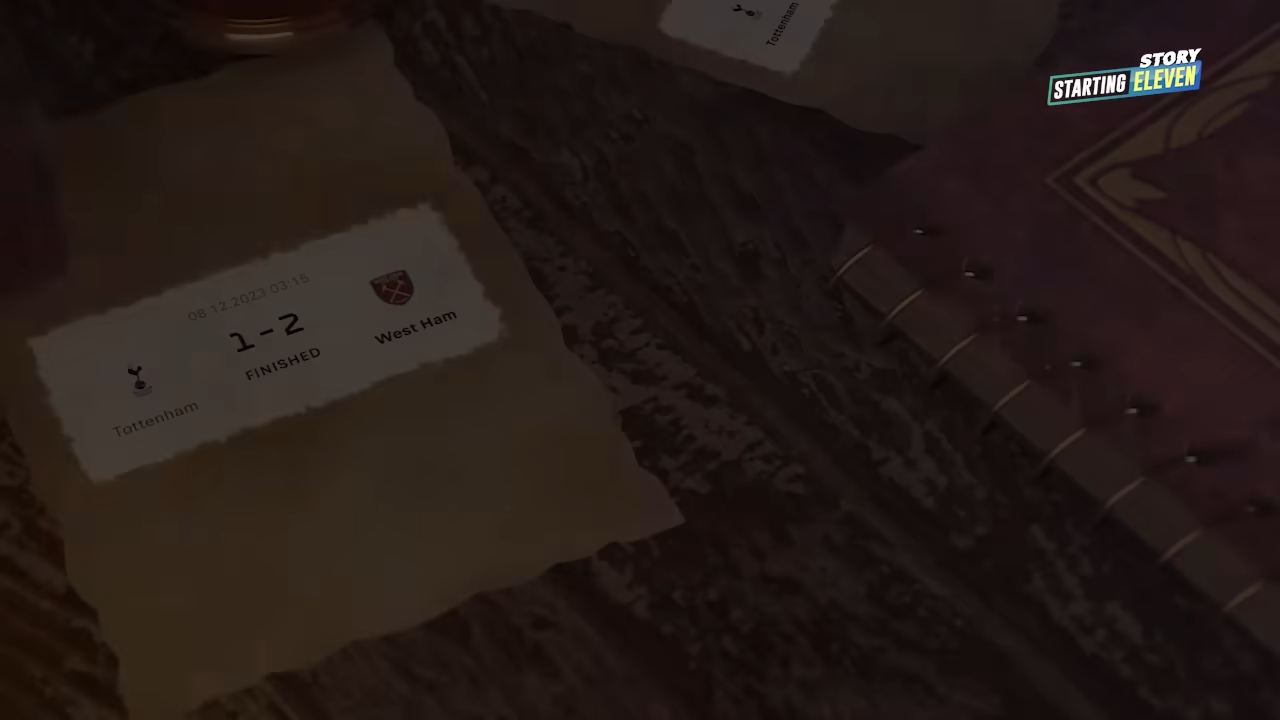 Tottenham
STORY
STARTING ELEVEN
08.12.2023 03:15
1-2
FINISHED
Tottenham
West Ham